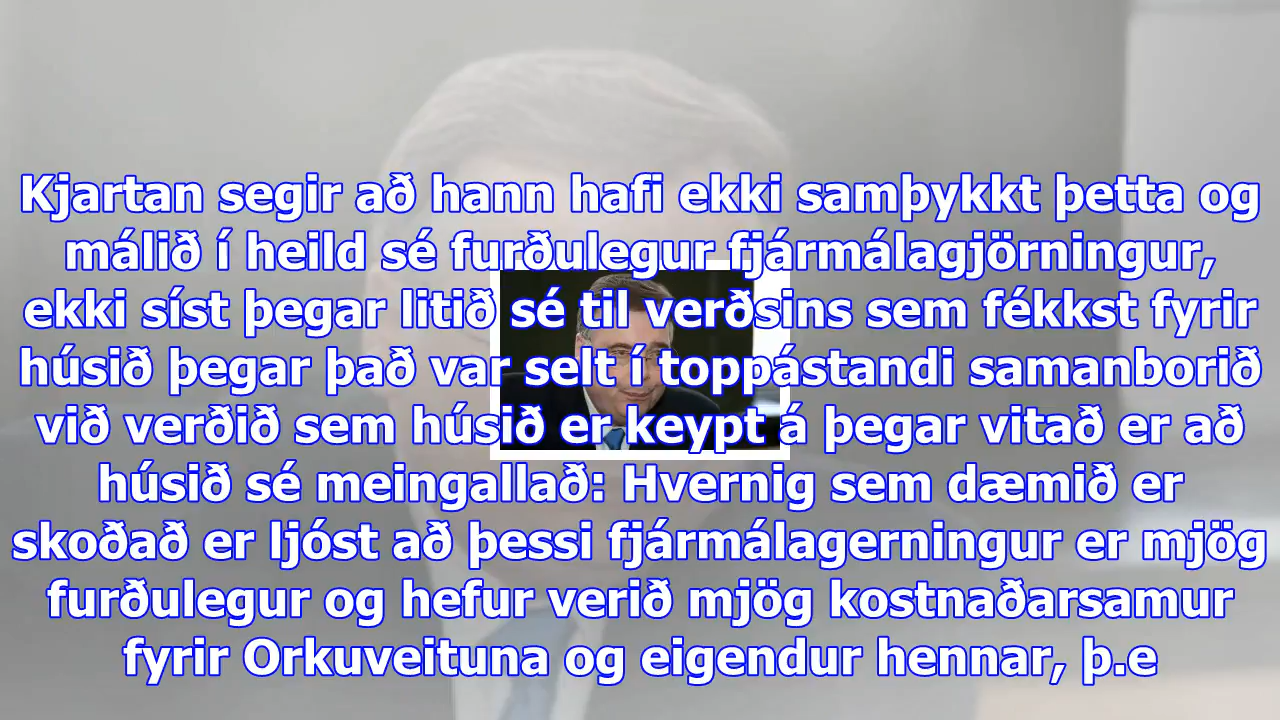 Kjartan segir að hann hafi ekki samþykkt þetta og
málið í heild sé furðulegur fjármálagjörningur,
ekki síst þegar litið sé til verðsins sem fékkst fyrir
húsið þegar það var selt í toppástandi samanborið
við verðið sem húsið er keypt á þegar vitað er að
húsið sé meingallað: Hvernig sem dæmið er
skoðað er ljóst að þessi fjármálagerningur er mjög
furðulegur og hefur verið mjög kostnaðarsamur
fyrir Orkuveituna og eigendur hennar, þ.e